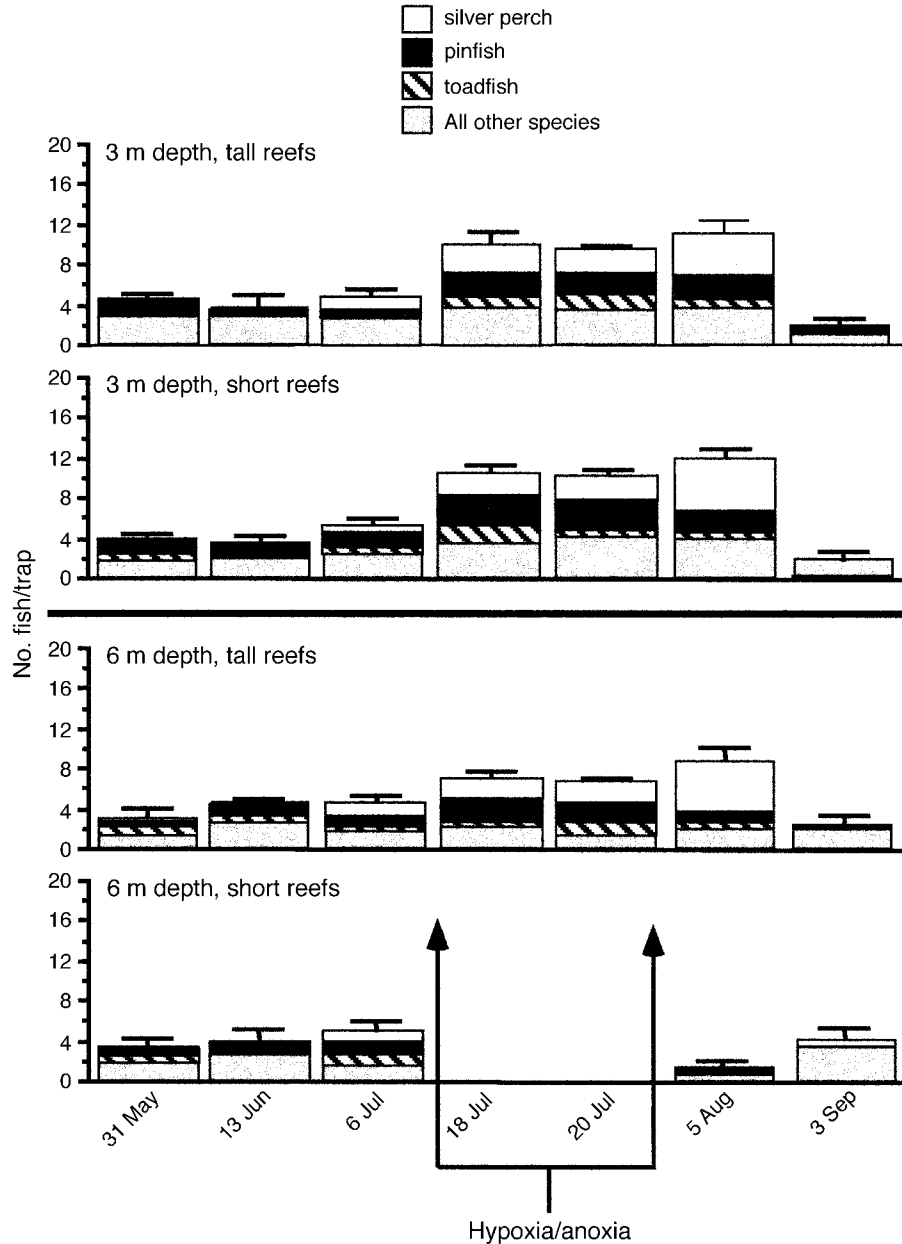 silver perch
pinfish
toadfish
All other species
No. fish/trap
3 m depth, tall reefs
20
16
12
8
4
0
3 m depth, short reefs
20
16
12
8
4
0
6 m depth, tall reefs
20
16
12
8
4
0
6 m depth, short reefs
20
16
12
8
4
0
31 May
13 Jun
6 Jul
18 Jul
20 Jul
5 Aug
3 Sep
Hypoxia/anoxia